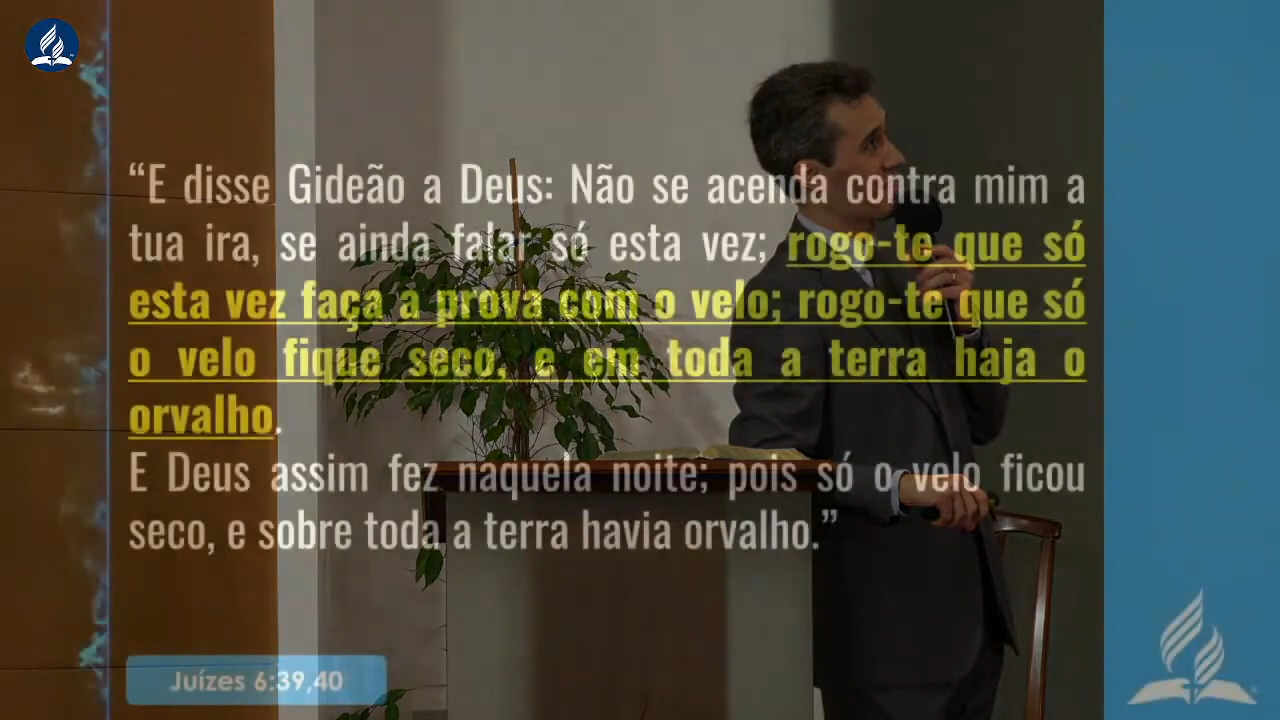 “E disse Gideão a Deus: Não se acenda contra mim a
tua ira, se ainda falar só esta vez; rogo-te que só
esta vez faça a prova com o velo; rogo-te que só
o velo fique seco, e em toda a terra haja o
orvalho.
E Deus assim fez naquela noite; pois só o velo ficou
seco, e sobre toda a terra havia orvalho.”
Juízes 6:39,40